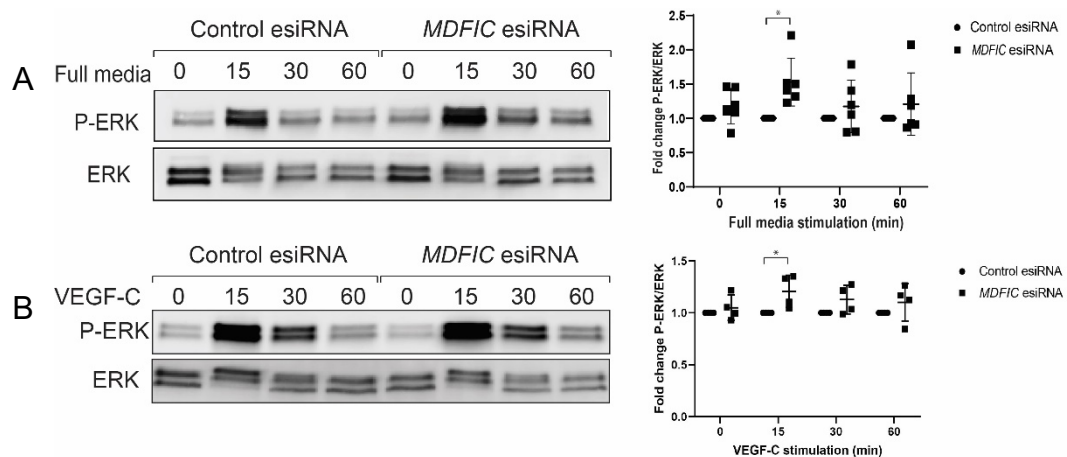 A
Control esiRNA MDFIC esiRNA
Full media 0 15 30 60 0 15 30 60
P-ERK
ERK
Fold change P-ERK/ERK
2.5
2.0
1.5
1.0
0.5
0.0
*
0 15 30 60
Full media stimulation (min)
Control esiRNA
MDFIC esiRNA
B
Control esiRNA MDFIC esiRNA
VEGF-C 0 15 30 60 0 15 30 60
P-ERK
ERK
Fold change P-ERK/ERK
1.5
1.0
0.5
0.0
*
0 15 30 60
VEGF-C stimulation (min)
Control esiRNA
MDFIC esiRNA